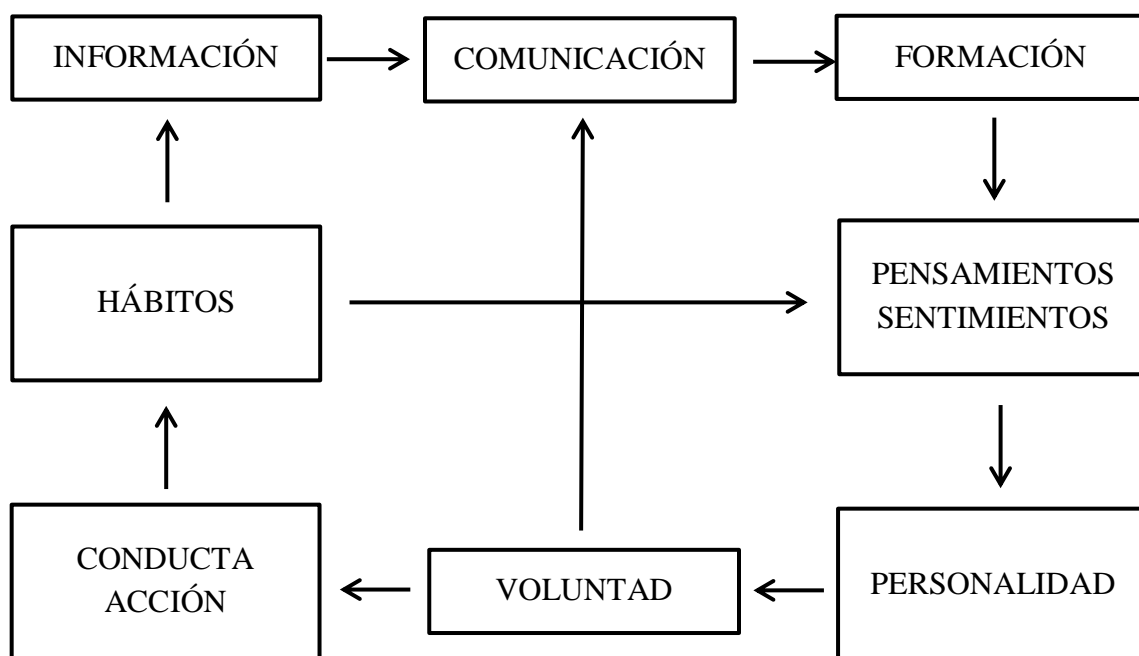 INFORMACIÓN
COMUNICACIÓN
FORMACIÓN
HÁBITOS
PENSAMIENTOS
SENTIMIENTOS
CONDUCTA
ACCIÓN
VOLUNTAD
PERSONALIDAD